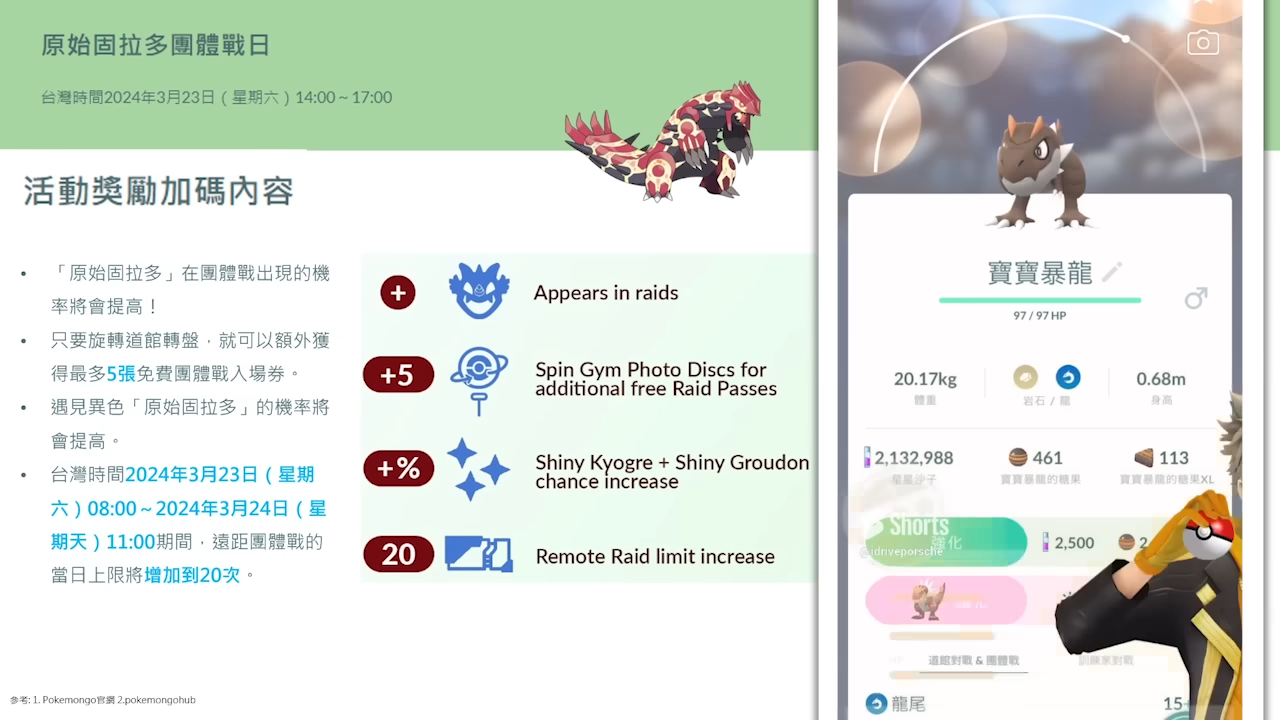 原始固拉多團體戰日
台灣時間2024年3月23日（星期六）14:00～17:00
活動獎勵加碼內容
• 「原始固拉多」在團體戰出現的機
率將會提高！
• 只要旋轉道館轉盤，就可以額外獲
得最多5張免費團體戰入場券。
• 遇見異色「原始固拉多」的機率將
會提高。
• 台灣時間2024年3月23日（星期
六）08:00～2024年3月24日（星
期天）11:00期間，遠距團體戰的
當日上限將增加到20次。
+ Appears in raids
+5 Spin Gym Photo Discs for
additional free Raid Passes
+% Shiny Kyogre + Shiny Groudon
chance increase
20 Remote Raid limit increase
參考: 1. Pokemongo官網 2.pokemongohub
寶寶暴龍
97 / 97 HP
20.17kg
體重
岩石 / 龍
0.68m
身高
2,132,988
星星沙子
461
寶寶暴龍的糖果
113
寶寶暴龍的糖果XL
Shorts
@idriveporsche
強化
2,500
2
道館對戰 & 團體戰
訓練家對戰
龍尾
15